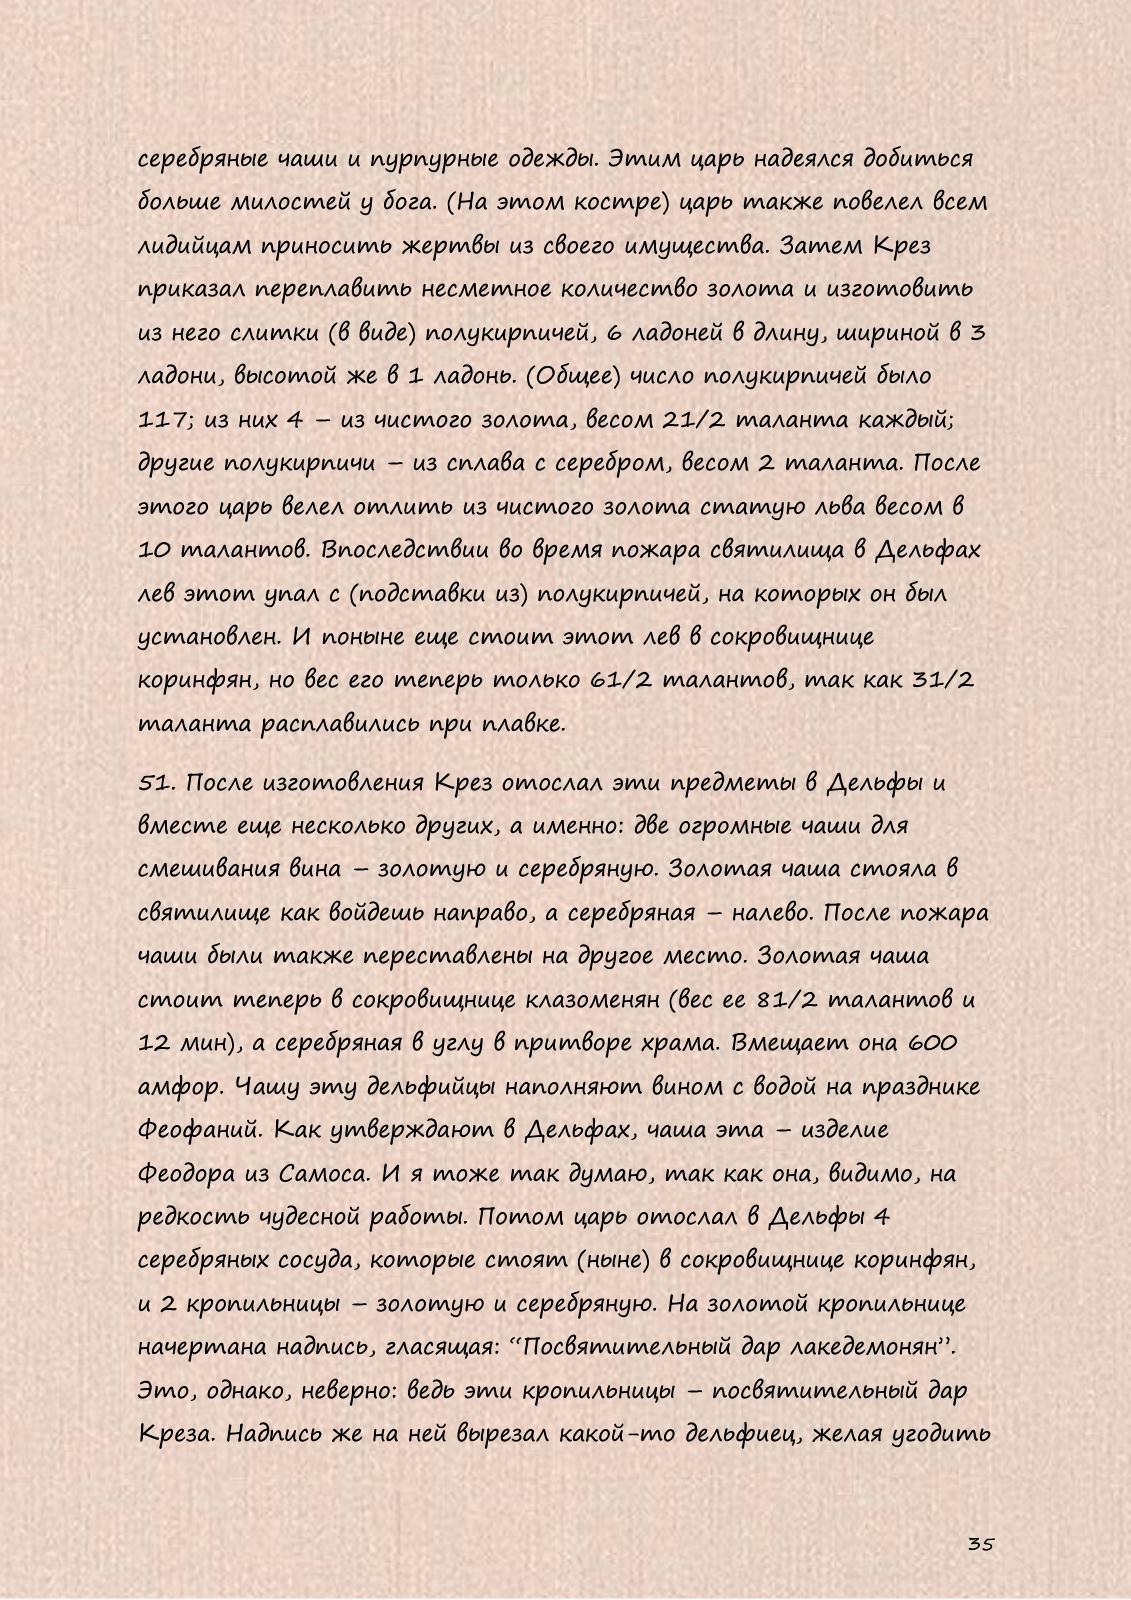 серебряные чаши и пурпурные одежды. Этим царь надеялся добиться
больше милостей у бога. (На этом костре) царь также повелел всем
лидийцам приносить жертвы из своего имущества. Затем Крез
приказал переплавить несметное количество золота и изготовить
из него слитки (в виде) полукирпичей, 6 ладоней в длину, шириной в 3
ладони, высотой же в 1 ладонь. (Общее) число полукирпичей было
117; из них 4 – из чистого золота, весом 21/2 таланта каждый;
другие полукирпичи – из сплава с серебром, весом 2 таланта. После
этого царь велел отлить из чистого золота статую льва весом в
10 талантов. Впоследствии во время пожара святилища в Дельфах
лев этот упал с (подставки из) полукирпичей, на которых он был
установлен. И поныне еще стоит этот лев в сокровищнице
коринфян, но вес его теперь только 61/2 талантов, так как 31/2
таланта расплавились при плавке.
51. После изготовления Крез отослал эти предметы в Дельфы и
вместе еще несколько других, а именно: две огромные чаши для
смешивания вина – золотую и серебряную. Золотая чаша стояла в
святилище как войдешь направо, а серебряная – налево. После пожара
чаши были также переставлены на другое место. Золотая чаша
стоит теперь в сокровищнице клазоменян (вес ее 81/2 талантов и
12 мин), а серебряная в углу в притворе храма. Вмещает она 600
амфор. Чашу эту дельфийцы наполняют вином с водой на празднике
Феофаний. Как утверждают в Дельфах, чаша эта – изделие
Феодора из Самоса. И я тоже так думаю, так как она, видимо, на
редкость чудесной работы. Потом царь отослал в Дельфы 4
серебряных сосуда, которые стоят (ныне) в сокровищнице коринфян,
и 2 кропильницы – золотую и серебряную. На золотой кропильнице
начертана надпись, гласящая: “Посвятительный дар лакедемонян”.
Это, однако, неверно: ведь эти кропильницы – посвятительный дар
Креза. Надпись же на ней вырезал какой-то дельфиец, желая угодить
35